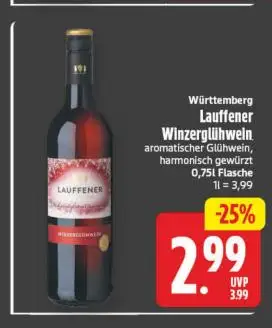 Württemberg
Lauffener
Winzerglühwein
aromatischer Glühwein,
harmonisch gewürzt
0,75l Flasche
1l = 3,99
-25%
2.99
UVP
3.99
LAUFFENER
WINZERGLÜHWEIN